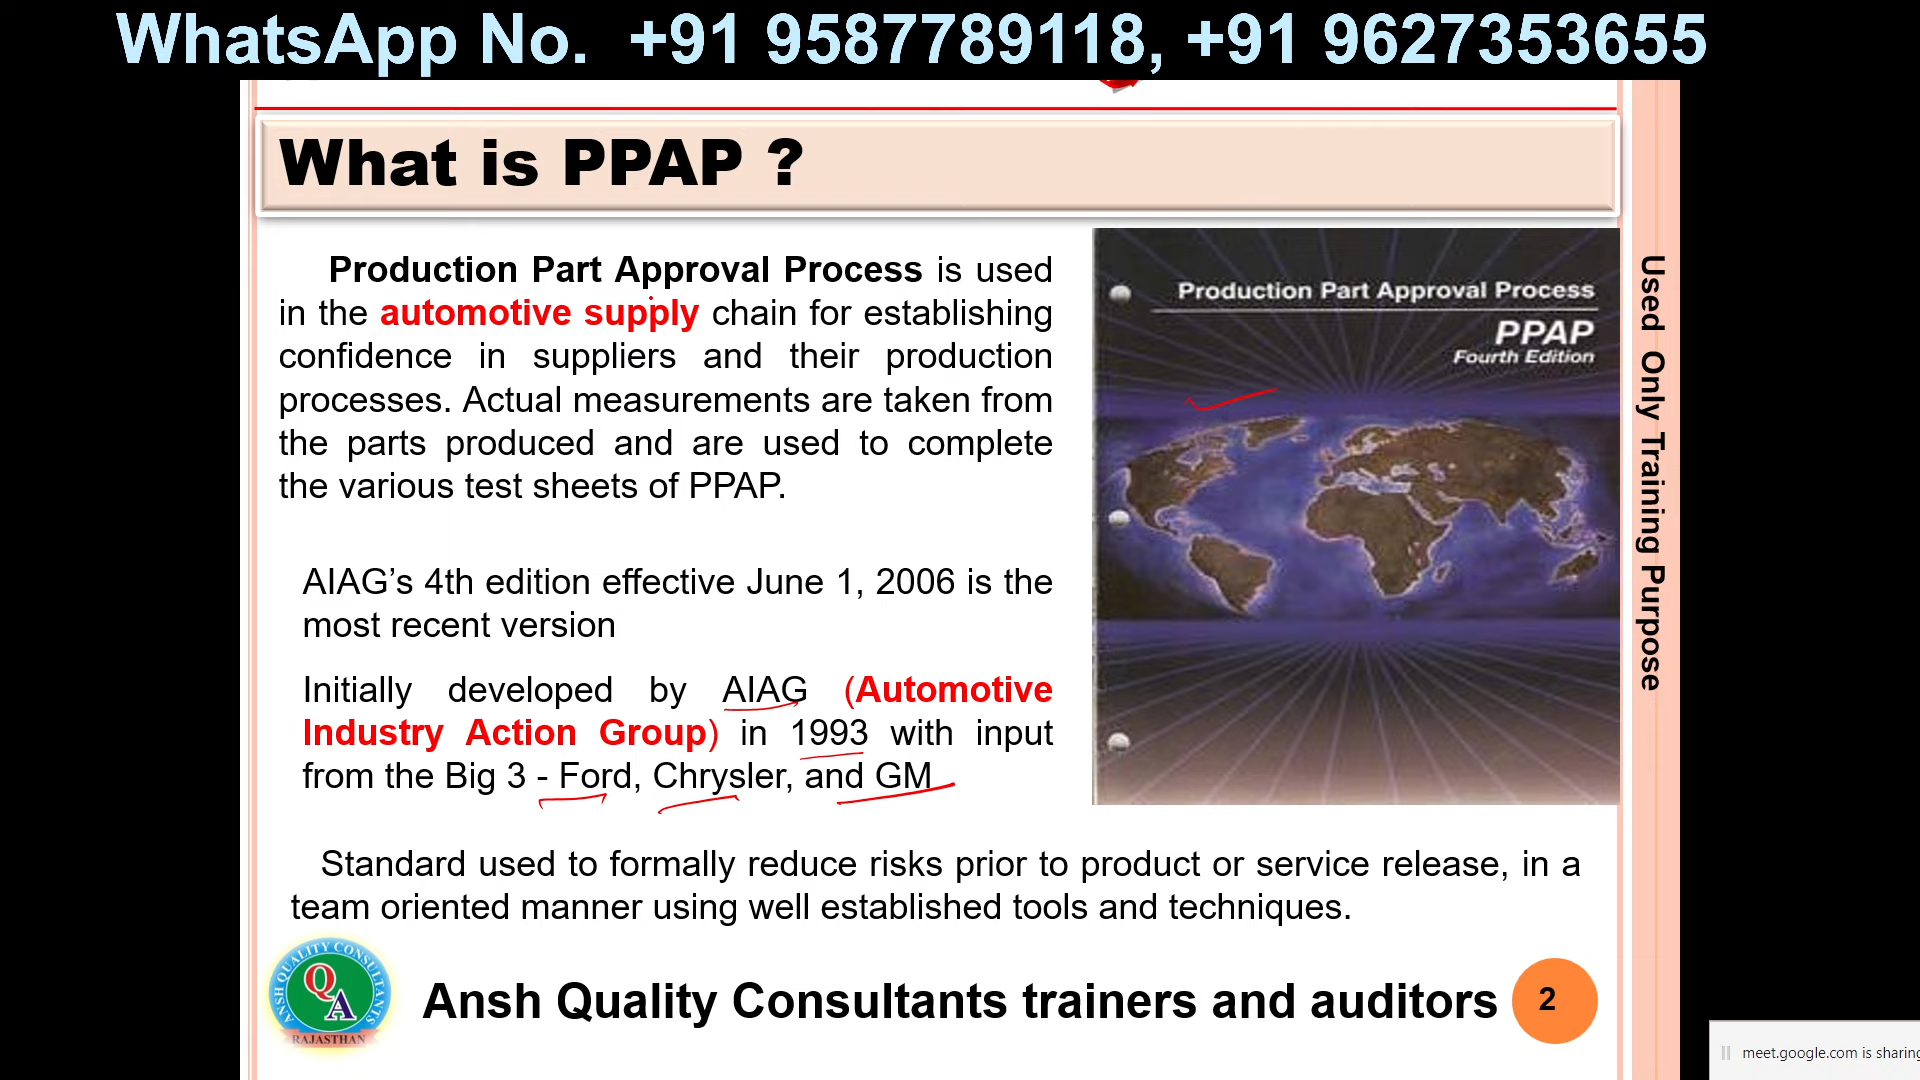 WhatsApp No. +91 9587789118, +91 9627353655
What is PPAP ?
Production Part Approval Process is used
in the automotive supply chain for establishing
confidence in suppliers and their production
processes. Actual measurements are taken from
the parts produced and are used to complete
the various test sheets of PPAP.
AIAG’s 4th edition effective June 1, 2006 is the
most recent version
Initially developed by AIAG (Automotive
Industry Action Group) in 1993 with input
from the Big 3 - Ford, Chrysler, and GM
Production Part Approval Process
PPAP
Fourth Edition
Used Only Training Purpose
Standard used to formally reduce risks prior to product or service release, in a
team oriented manner using well established tools and techniques.
ANSH QUALITY CONSULTANTS
QA
RAJASTHAN
Ansh Quality Consultants trainers and auditors
2
meet.google.com is sharing